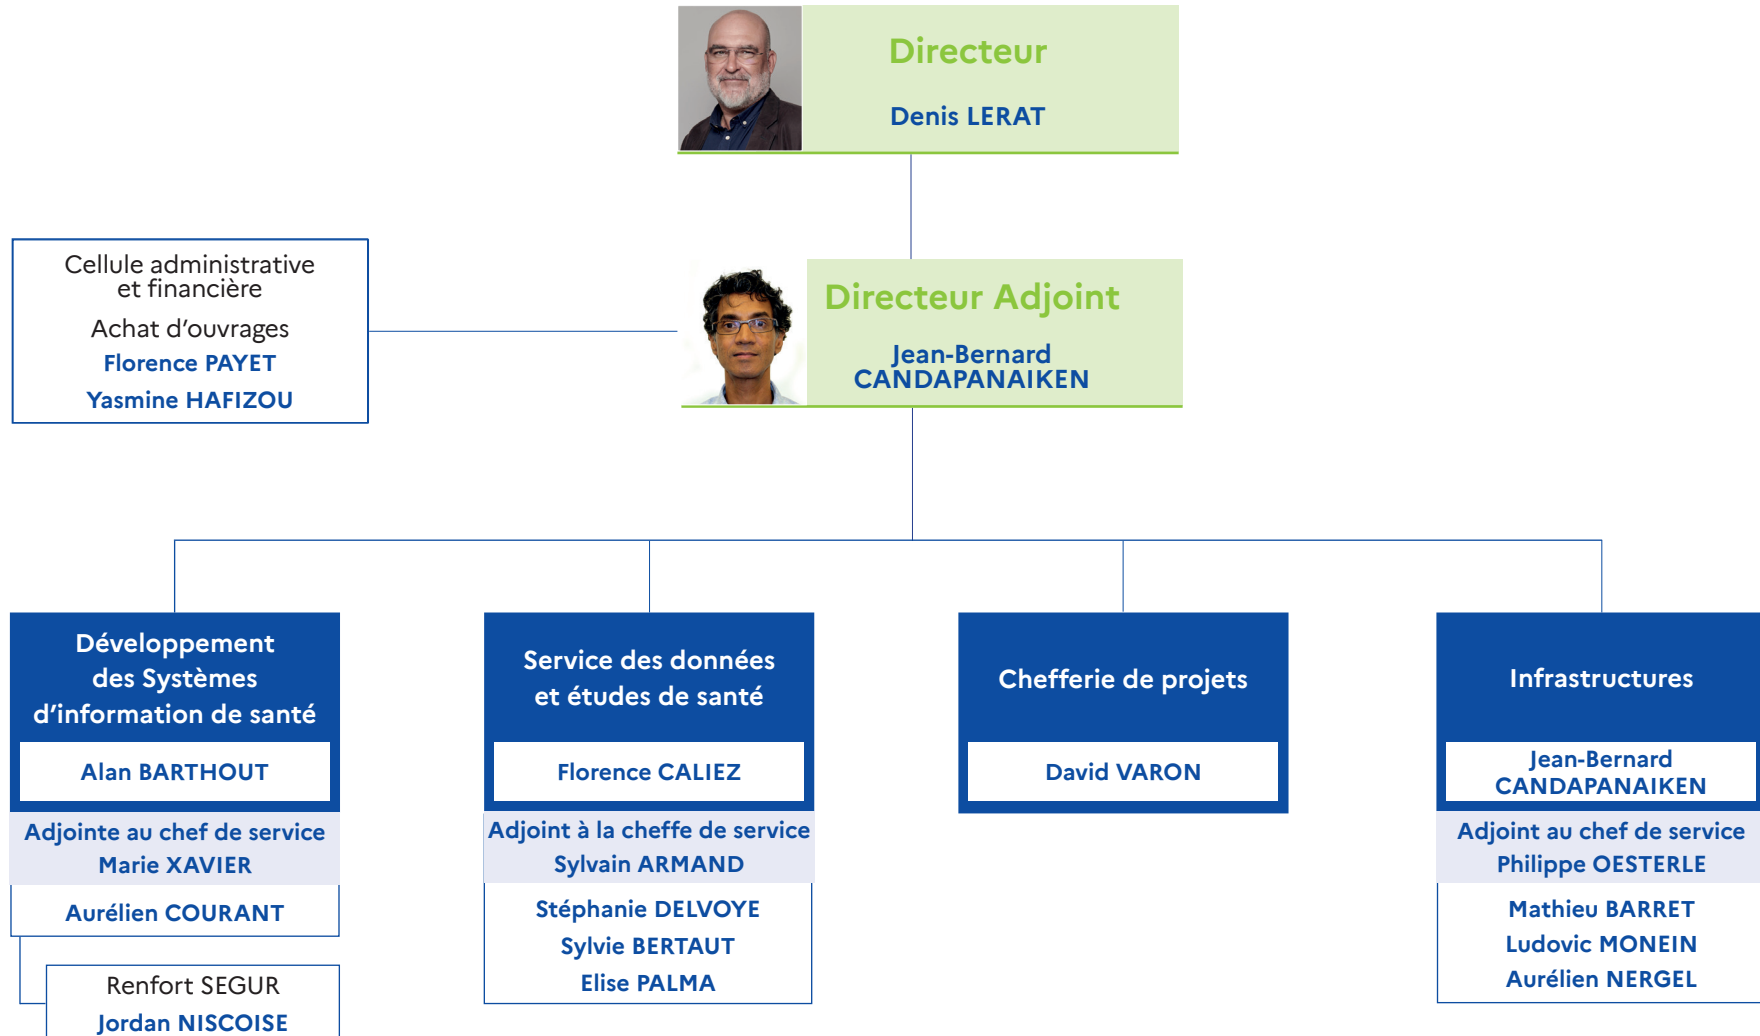 Directeur
Denis LERAT
Cellule administrative
et financière
Achat d'ouvrages
Florence PAYET
Yasmine HAFIZOU
Directeur Adjoint
Jean-Bernard
CANDAPANAIKEN
Développement
des Systèmes
d'information de santé
Alan BARTHOUT
Adjointe au chef de service
Marie XAVIER
Aurélien COURANT
Renfort SEGUR
Jordan NISCOISE
Service des données
et études de santé
Florence CALIEZ
Adjoint à la cheffe de service
Sylvain ARMAND
Stéphanie DELVOYE
Sylvie BERTAUT
Elise PALMA
Chefferie de projets
David VARON
Infrastructures
Jean-Bernard
CANDAPANAIKEN
Adjoint au chef de service
Philippe OESTERLE
Mathieu BARRET
Ludovic MONEIN
Aurélien NERGEL